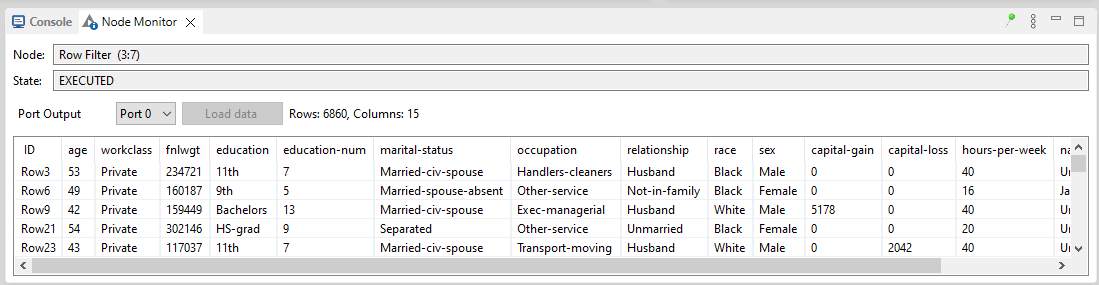 Console Node Monitor
Node: Row Filter (3:7)
State: EXECUTED
Port Output Port 0 Load data Rows: 6860, Columns: 15
ID age workclass fnlwgt education education-num marital-status occupation relationship race sex capital-gain capital-loss hours-per-week na
Row3 53 Private 234721 11th 7 Married-civ-spouse Handlers-cleaners Husband Black Male 0 0 40 Un
Row6 49 Private 160187 9th 5 Married-spouse-absent Other-service Not-in-family Black Female 0 0 16 Ja
Row9 42 Private 159449 Bachelors 13 Married-civ-spouse Exec-managerial Husband White Male 5178 0 40 Un
Row21 54 Private 302146 HS-grad 9 Separated Other-service Unmarried Black Female 0 0 20 Un
Row23 43 Private 117037 11th 7 Married-civ-spouse Transport-moving Husband White Male 0 2042 40 Un